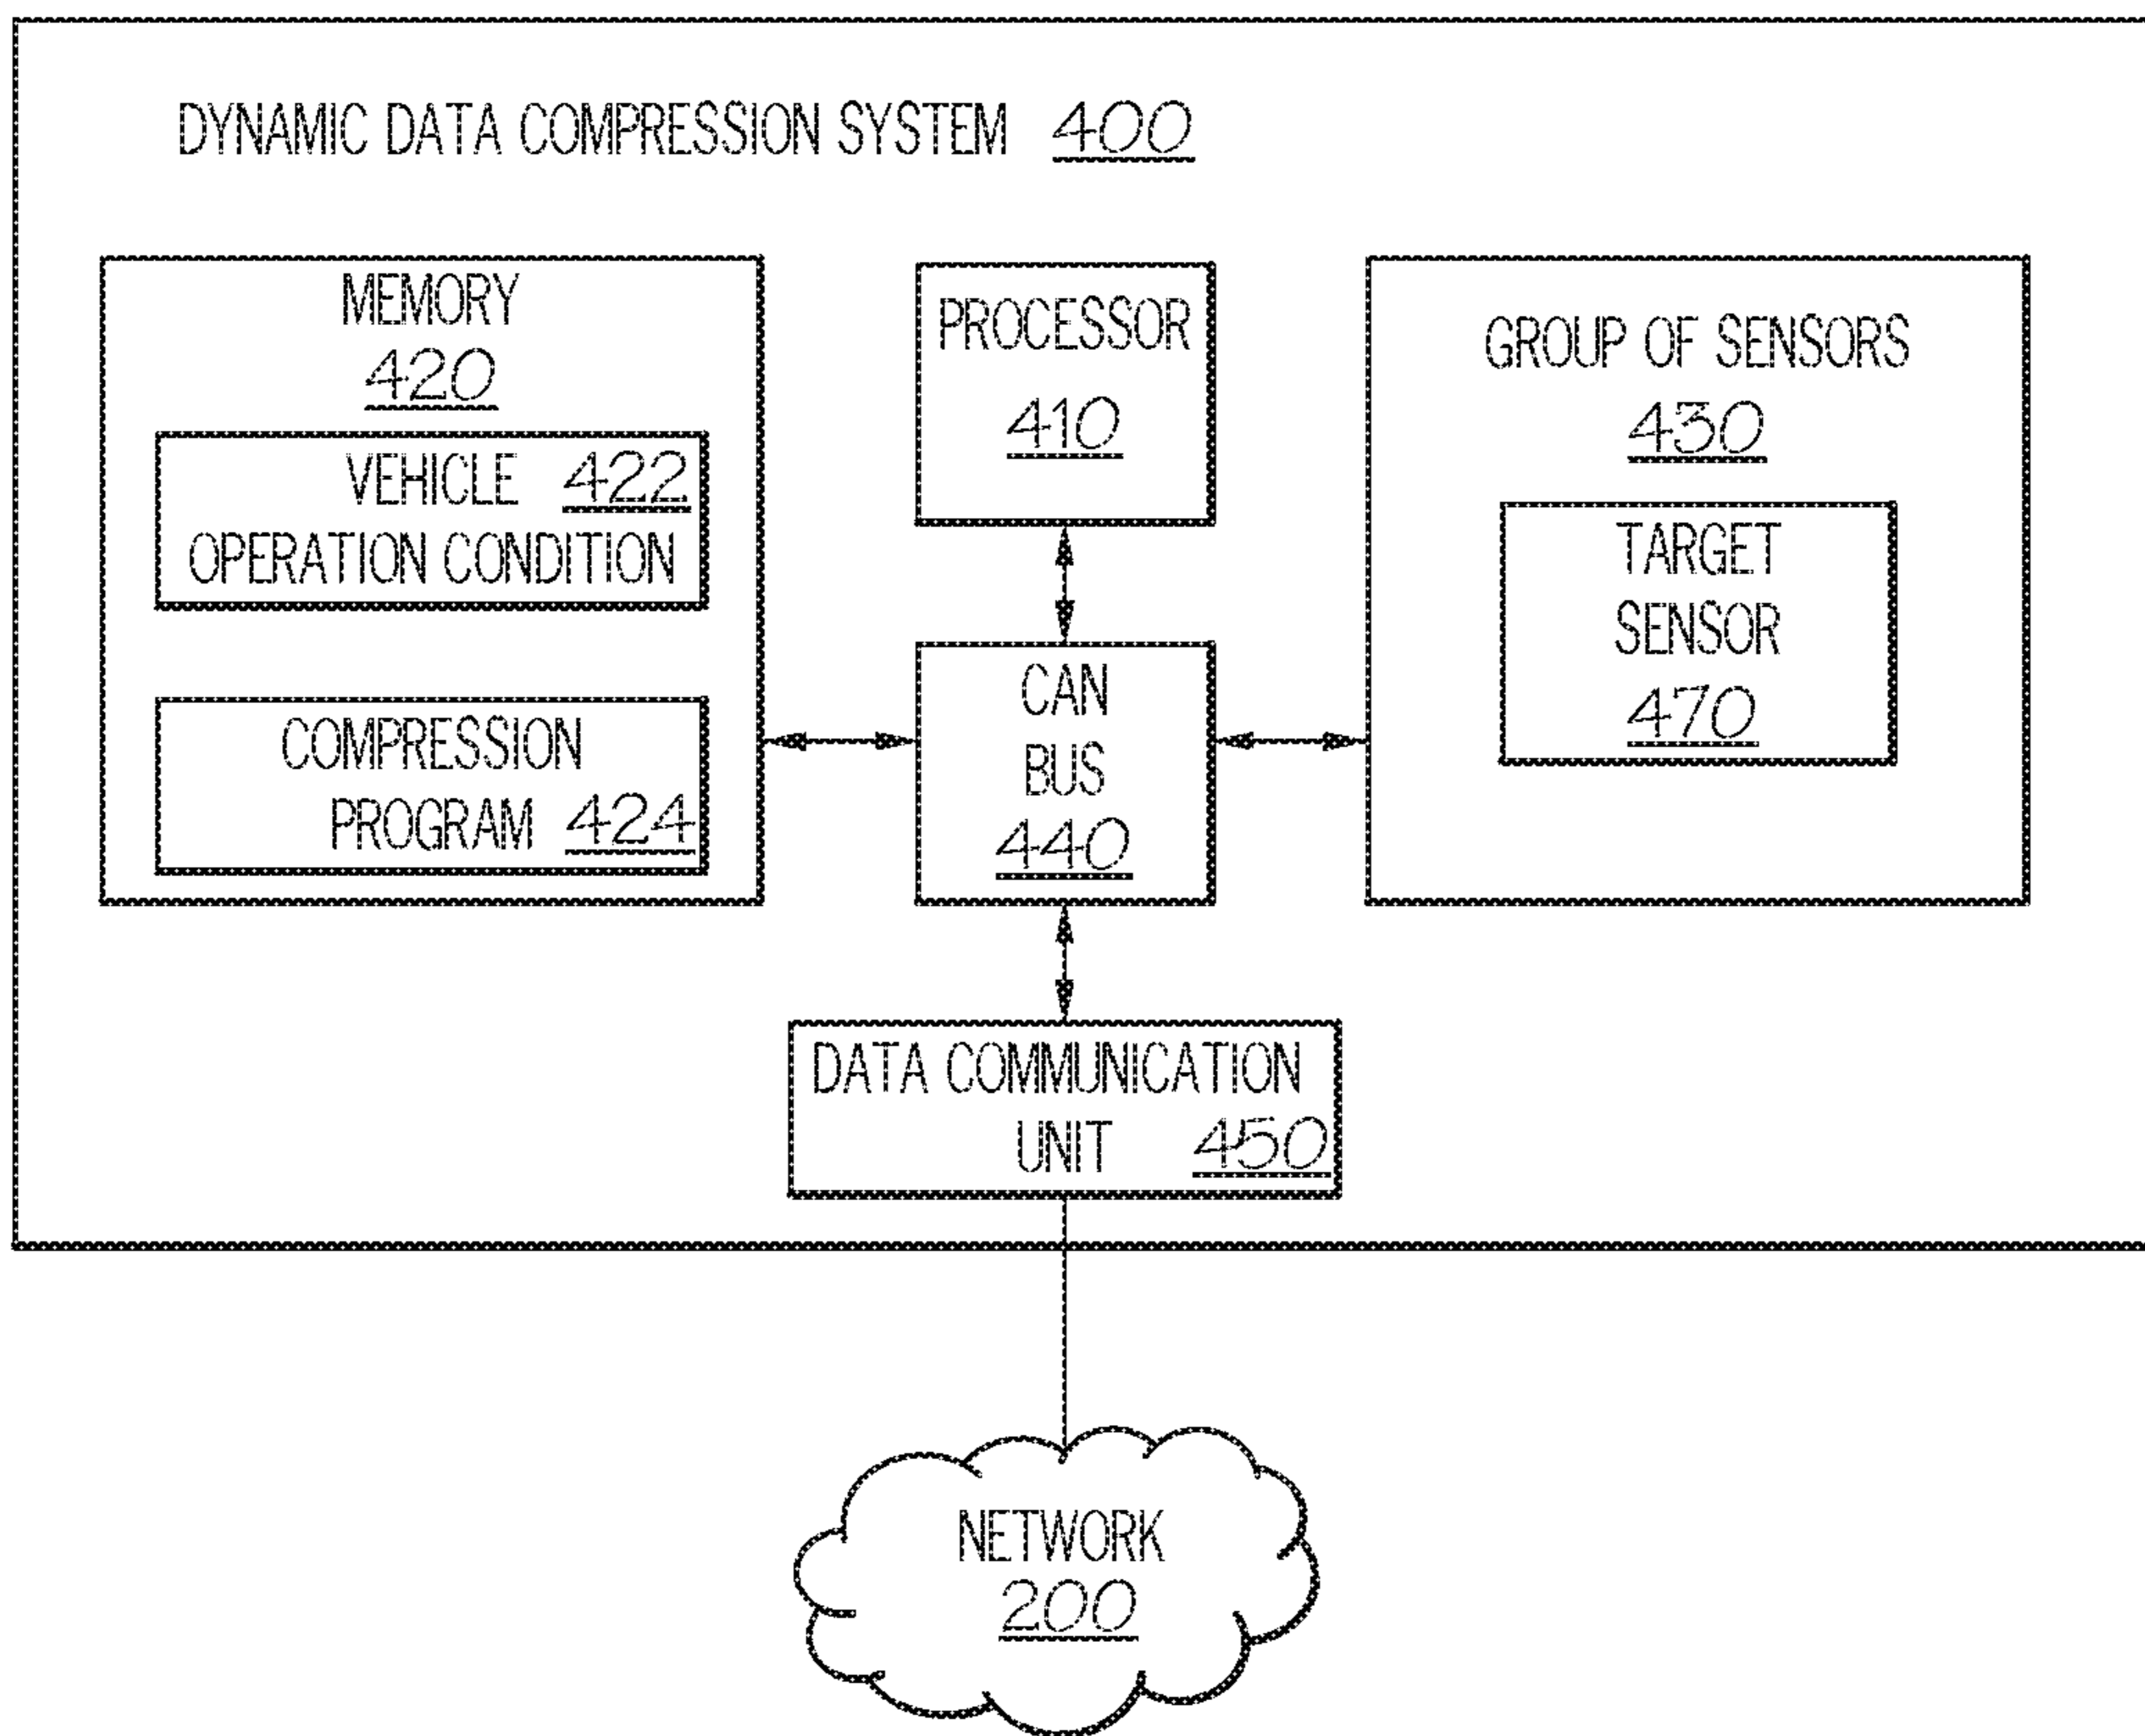 DYNAMIC DATA COMPRESSION SYSTEM 400
MEMORY
420
VEHICLE 422
OPERATION CONDITION
COMPRESSION
PROGRAM 424
PROCESSOR
410
CAN
BUS
440
GROUP OF SENSORS
430
TARGET
SENSOR
470
DATA COMMUNICATION
UNIT 450
NETWORK
200